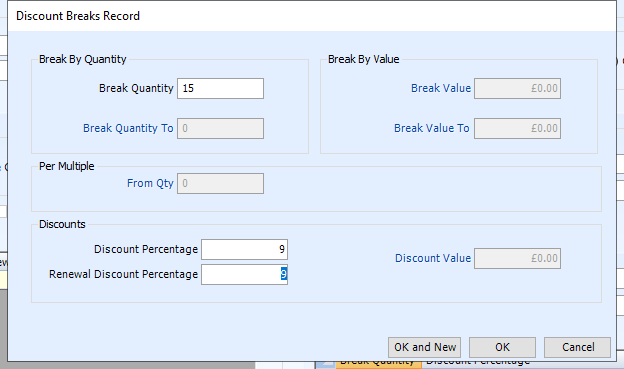 Discount Breaks Record
Break By Quantity
Break Quantity 15
Break Quantity To 0
Break By Value
Break Value £0.00
Break Value To £0.00
Per Multiple
From Qty 0
Discounts
Discount Percentage 9
Renewal Discount Percentage 9
Discount Value £0.00
OK and New OK Cancel
Break Quantity Discount Percentage